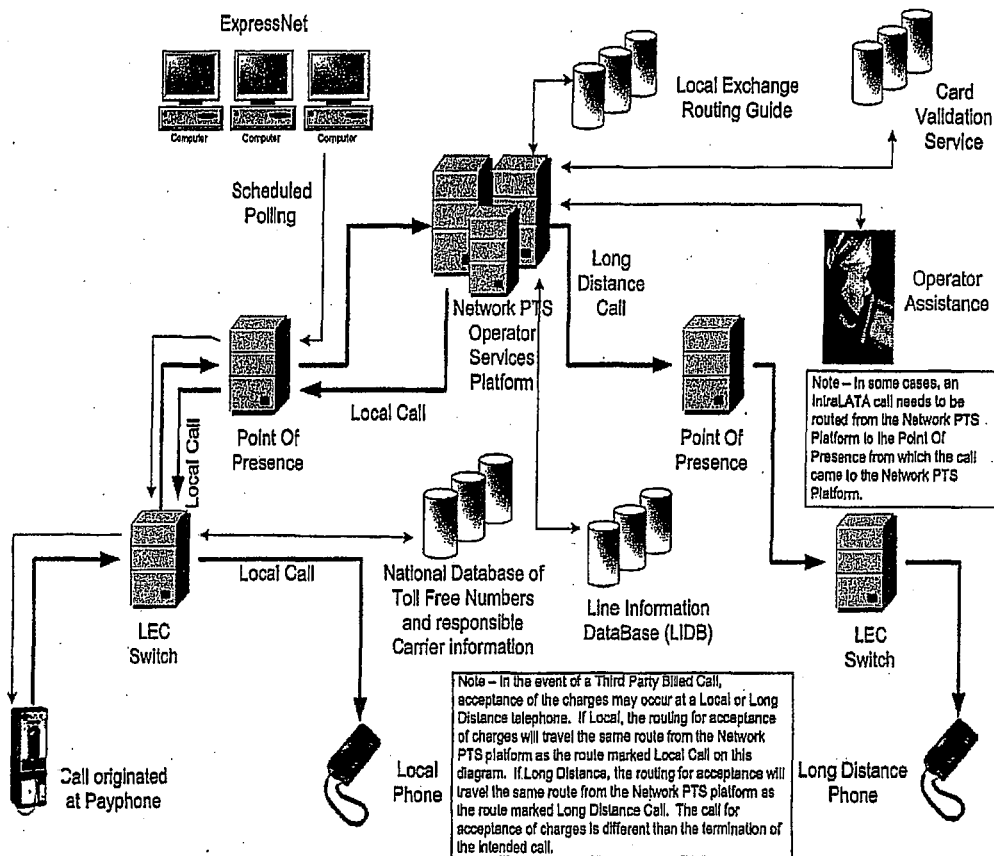 ExpressNet
Computer
Computer
Computer
Local Exchange
Routing Guide
Card
Validation
Service
Scheduled
Polling
Long
Distance
Call
Network PTS
Operator
Services
Platform
Operator
Assistance
Note – In some cases, an
IntraLATA call needs to be
routed from the Network PTS
Platform to the Point Of
Presence from which the call
came to the Network PTS
Platform.
Local Call
Point Of
Presence
Point Of
Presence
Local Call
Local Call
LEC
Switch
National Database of
Toll Free Numbers
and responsible
Carrier information
Line Information
DataBase (LIDB)
LEC
Switch
Note – In the event of a Third Party Billed Call,
acceptance of the charges may occur at a Local or Long
Distance telephone. If Local, the routing for acceptance
of charges will travel the same route from the Network
PTS platform as the route marked Local Call on this
diagram. If Long Distance, the routing for acceptance will
travel the same route from the Network PTS platform as
the route marked Long Distance Call. The call for
acceptance of charges is different than the termination of
the intended call.
Call originated
at Payphone
Local
Phone
Long Distance
Phone